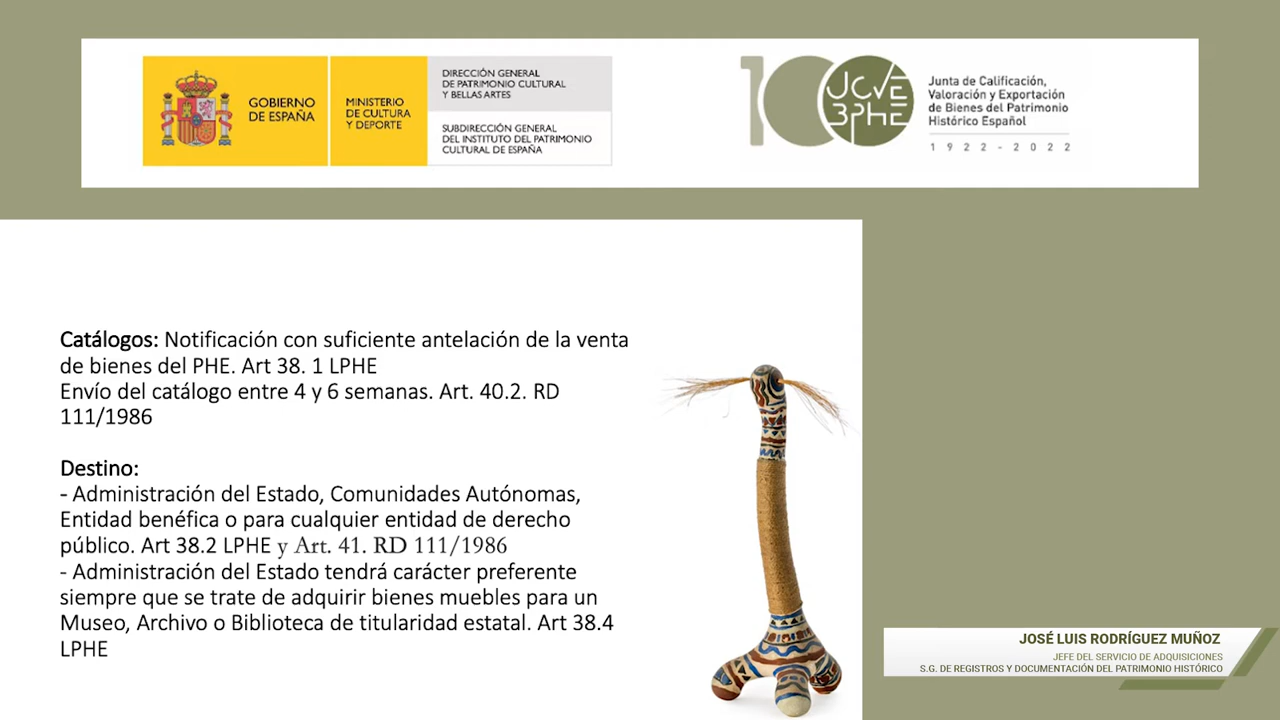 GOBIERNO
DE ESPAÑA
MINISTERIO
DE CULTURA
Y DEPORTE
DIRECCIÓN GENERAL
DE PATRIMONIO CULTURAL
Y BELLAS ARTES
SUBDIRECCIÓN GENERAL
DEL INSTITUTO DEL PATRIMONIO
CULTURAL DE ESPAÑA
100
JCVE
BPHE
Junta de Calificación,
Valoración y Exportación
de Bienes del Patrimonio
Histórico Español
1922-2022
Catálogos: Notificación con suficiente antelación de la venta
de bienes del PHE. Art 38. 1 LPHE
Envío del catálogo entre 4 y 6 semanas. Art. 40.2. RD
111/1986
Destino:
- Administración del Estado, Comunidades Autónomas,
Entidad benéfica o para cualquier entidad de derecho
público. Art 38.2 LPHE y Art. 41. RD 111/1986
- Administración del Estado tendrá carácter preferente
siempre que se trate de adquirir bienes muebles para un
Museo, Archivo o Biblioteca de titularidad estatal. Art 38.4
LPHE
JOSÉ LUIS RODRÍGUEZ MUÑOZ
JEFE DEL SERVICIO DE ADQUISICIONES
S.G. DE REGISTROS Y DOCUMENTACIÓN DEL PATRIMONIO HISTÓRICO